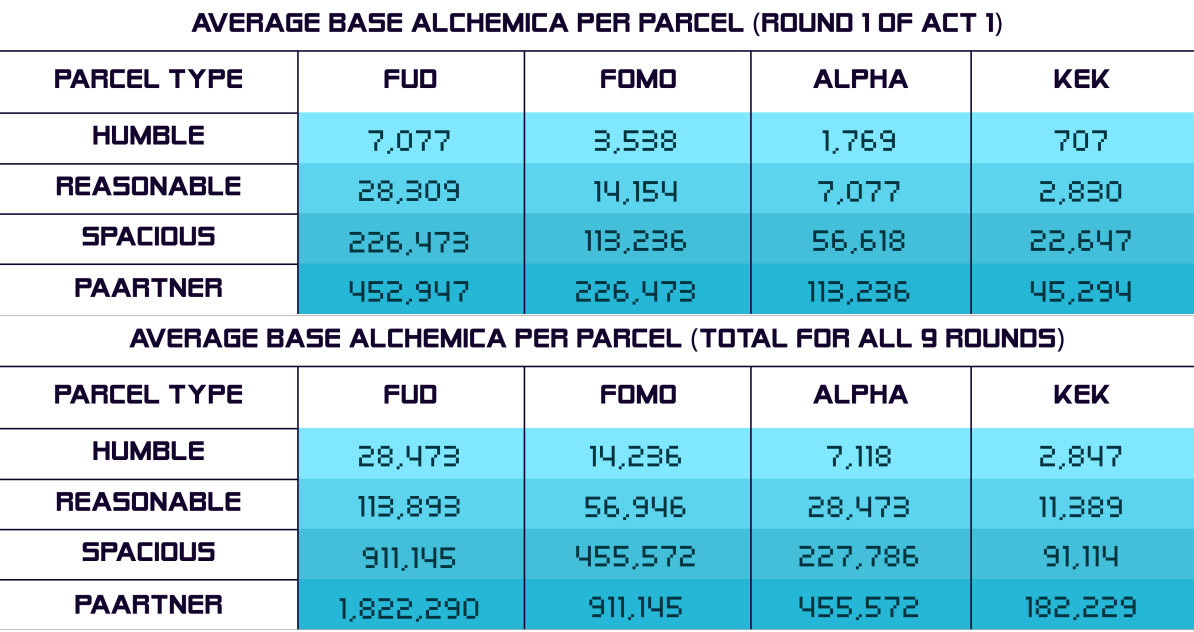 AVERAGE BASE ALCHEMICA PER PARCEL (ROUND 1 OF ACT 1)
PARCEL TYPE FUD FOMO ALPHA KEK
HUMBLE 7,077 3,538 1,769 707
REASONABLE 28,309 14,154 7,077 2,830
SPACIOUS 226,473 113,236 56,618 22,647
PAARTNER 452,947 226,473 113,236 45,294
AVERAGE BASE ALCHEMICA PER PARCEL (TOTAL FOR ALL 9 ROUNDS)
PARCEL TYPE FUD FOMO ALPHA KEK
HUMBLE 28,473 14,236 7,118 2,847
REASONABLE 113,893 56,946 28,473 11,389
SPACIOUS 911,145 455,572 227,786 91,114
PAARTNER 1,822,290 911,145 455,572 182,229